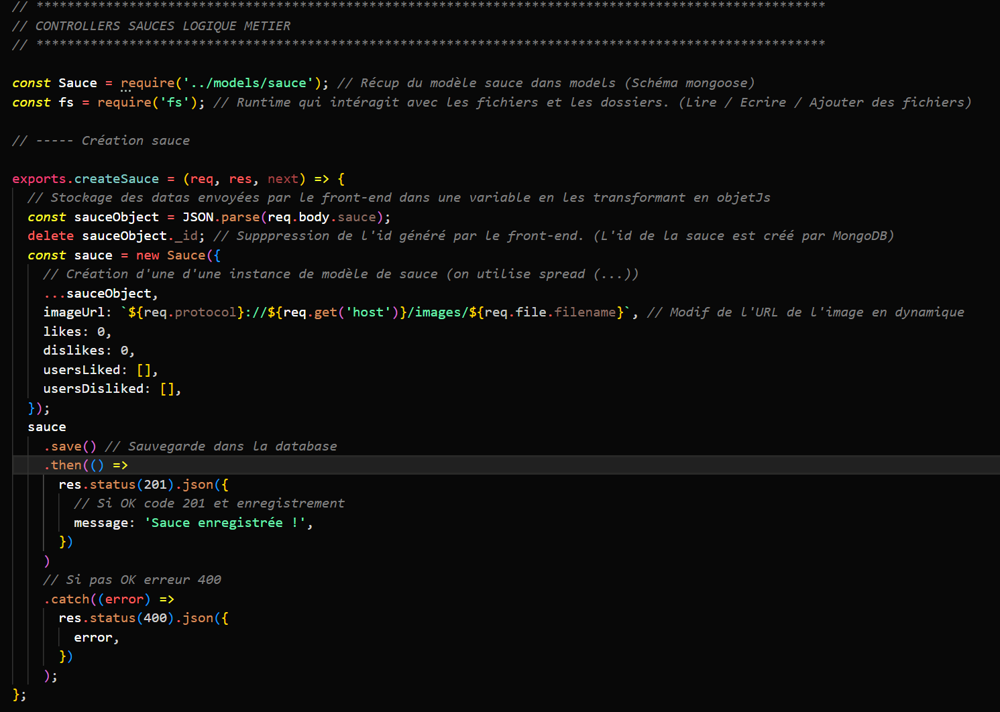 // ******************************************************************************************************
// CONTROLLERS SAUCES LOGIQUE METIER
// ******************************************************************************************************

const Sauce = require('../models/sauce'); // Récup du modèle sauce dans models (Schéma mongoose)
const fs = require('fs'); // Runtime qui intéragit avec les fichiers et les dossiers. (Lire / Ecrire / Ajouter des fichiers)

// ----- Création sauce

exports.createSauce = (req, res, next) => {
  // Stockage des datas envoyées par le front-end dans une variable en les transformant en objetJs
  const sauceObject = JSON.parse(req.body.sauce);
  delete sauceObject._id; // Supppression de l'id généré par le front-end. (L'id de la sauce est créé par MongoDB)
  const sauce = new Sauce({
    // Création d'une d'une instance de modèle de sauce (on utilise spread (...))
    ...sauceObject,
    imageUrl: `${req.protocol}://${req.get('host')}/images/${req.file.filename}`, // Modif de l'URL de l'image en dynamique
    likes: 0,
    dislikes: 0,
    usersLiked: [],
    usersDisliked: [],
  });
  sauce
    .save() // Sauvegarde dans la database
    .then(() =>
      res.status(201).json({
        // Si OK code 201 et enregistrement
        message: 'Sauce enregistrée !',
      })
    )
    // Si pas OK erreur 400
    .catch((error) =>
      res.status(400).json({
        error,
      })
    );
};